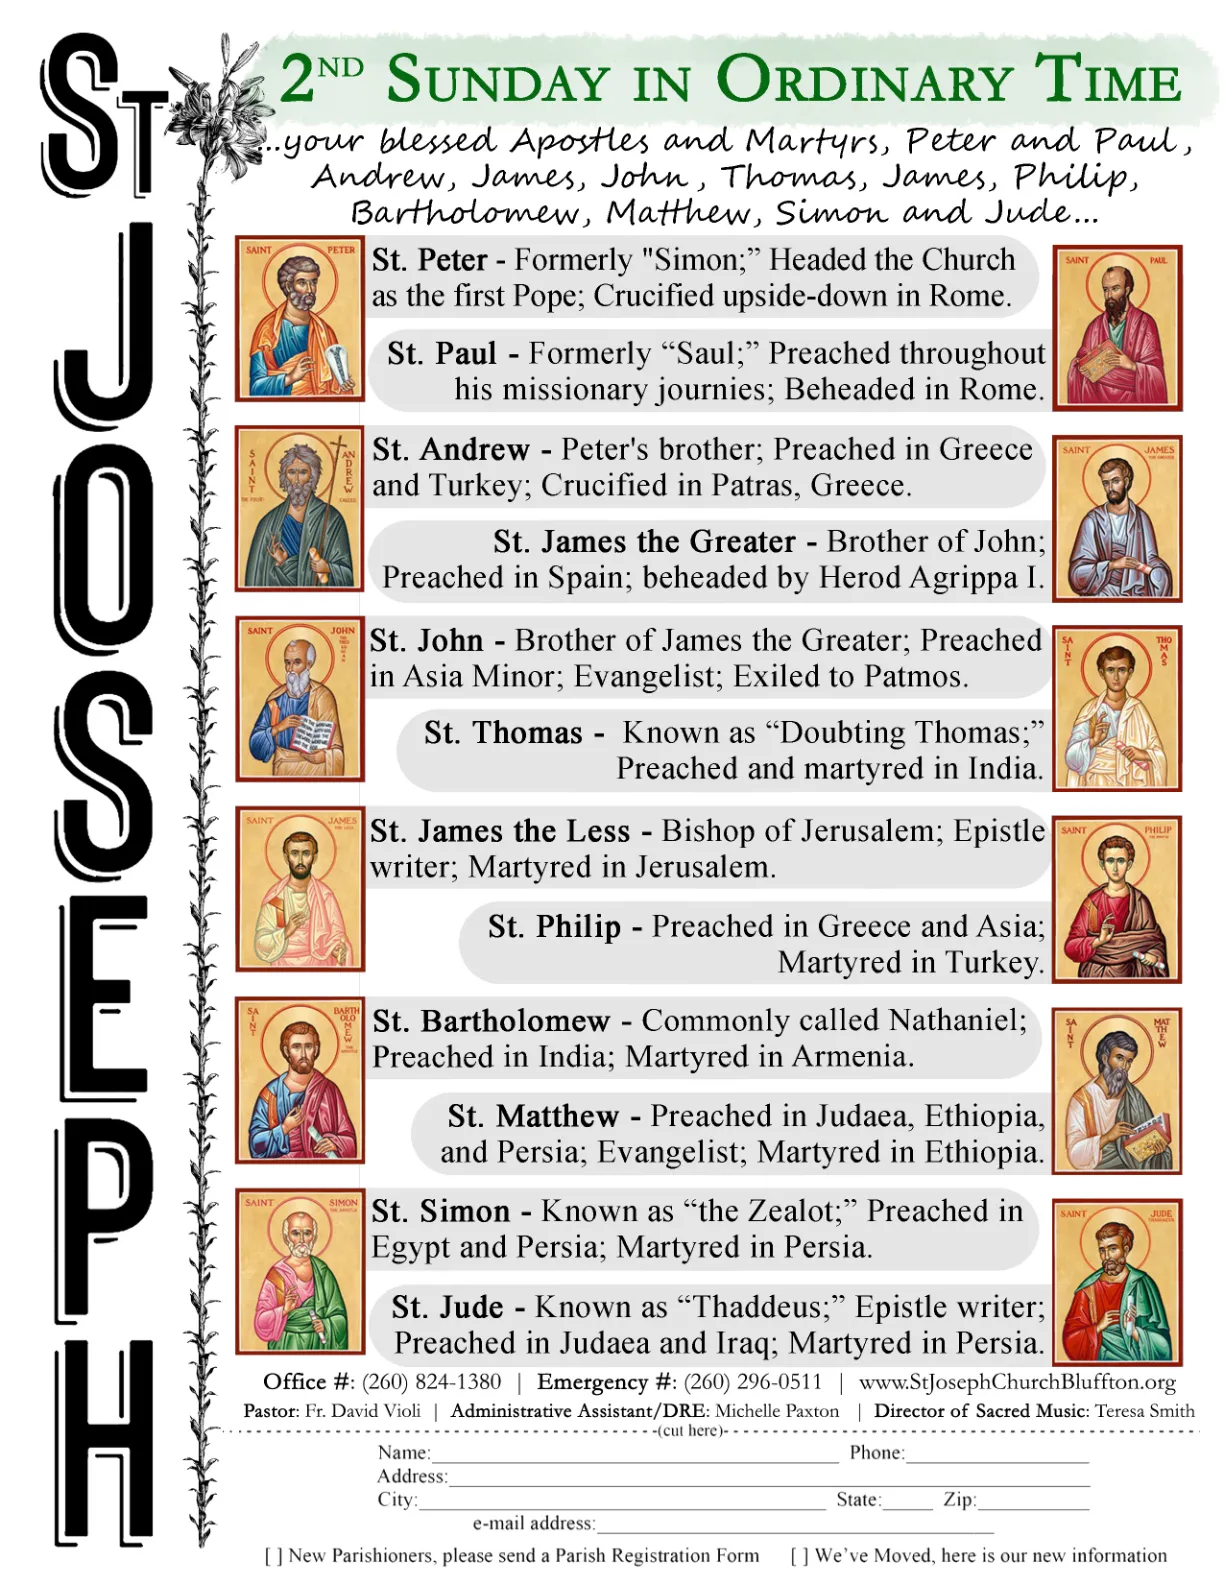 ST JOSEPH
2ND SUNDAY IN ORDINARY TIME
...your blessed Apostles and Martyrs, Peter and Paul,
Andrew, James, John, Thomas, James, Philip,
Bartholomew, Matthew, Simon and Jude...
SAINT PETER
St. Peter - Formerly "Simon;” Headed the Church
as the first Pope; Crucified upside-down in Rome.
SAINT PAUL
St. Paul - Formerly “Saul;” Preached throughout
his missionary journies; Beheaded in Rome.
SAINT ANDREW
St. Andrew - Peter's brother; Preached in Greece
and Turkey; Crucified in Patras, Greece.
SAINT JAMES
St. James the Greater - Brother of John;
Preached in Spain; beheaded by Herod Agrippa I.
SAINT JOHN
St. John - Brother of James the Greater; Preached
in Asia Minor; Evangelist; Exiled to Patmos.
SAINT THOMAS
St. Thomas - Known as “Doubting Thomas;”
Preached and martyred in India.
SAINT JAMES
St. James the Less - Bishop of Jerusalem; Epistle
writer; Martyred in Jerusalem.
SAINT PHILIP
St. Philip - Preached in Greece and Asia;
Martyred in Turkey.
SAINT BARTHOLOMEW
St. Bartholomew - Commonly called Nathaniel;
Preached in India; Martyred in Armenia.
SAINT MATTHEW
St. Matthew - Preached in Judaea, Ethiopia,
and Persia; Evangelist; Martyred in Ethiopia.
SAINT SIMON
St. Simon - Known as “the Zealot;” Preached in
Egypt and Persia; Martyred in Persia.
SAINT JUDE
St. Jude - Known as “Thaddeus;” Epistle writer;
Preached in Judaea and Iraq; Martyred in Persia.
Office #: (260) 824-1380 | Emergency #: (260) 296-0511 | www.StJosephChurchBluffton.org
Pastor: Fr. David Violi | Administrative Assistant/DRE: Michelle Paxton | Director of Sacred Music: Teresa Smith
(cut here)
Name: Phone:
Address:
City: State: Zip:
e-mail address:
[ ] New Parishioners, please send a Parish Registration Form [ ] We’ve Moved, here is our new information